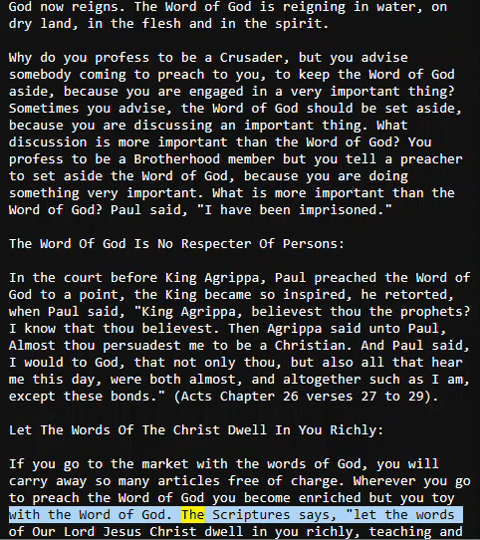 God now reigns. The Word of God is reigning in water, on
dry land, in the flesh and in the spirit.
Why do you profess to be a Crusader, but you advise
somebody coming to preach to you, to keep the Word of God
aside, because you are engaged in a very important thing?
Sometimes you advise, the Word of God should be set aside,
because you are discussing an important thing. What
discussion is more important than the Word of God? You
profess to be a Brotherhood member but you tell a preacher
to set aside the Word of God, because you are doing
something very important. What is more important than the
Word of God? Paul said, "I have been imprisoned."
The Word Of God Is No Respecter Of Persons:
In the court before King Agrippa, Paul preached the Word of
God to a point, the King became so inspired, he retorted,
when Paul said, "King Agrippa, believest thou the prophets?
I know that thou believest. Then Agrippa said unto Paul,
Almost thou persuadest me to be a Christian. And Paul said,
I would to God, that not only thou, but also all that hear
me this day, were both almost, and altogether such as I am,
except these bonds." (Acts Chapter 26 verses 27 to 29).
Let The Words Of The Christ Dwell In You Richly:
If you go to the market with the words of God, you will
carry away so many articles free of charge. Wherever you go
to preach the Word of God you become enriched but you toy
with the Word of God. The Scriptures says, "let the words
of Our Lord Jesus Christ dwell in you richly, teaching and